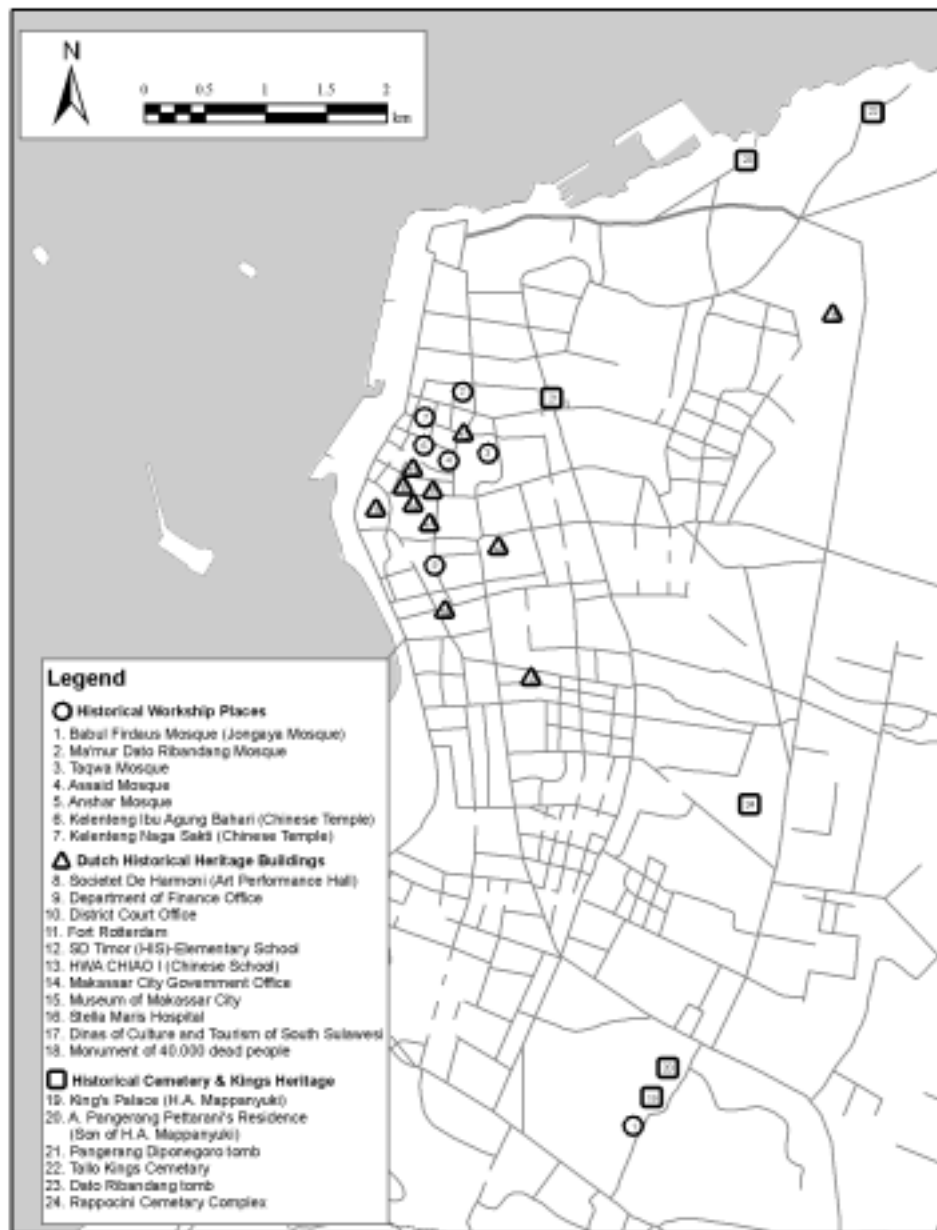 N
0 0.5 1 1.5 2
km
Legend
Historical Workship Places
1. Babul Firdaus Mosque (Jongaya Mosque)
2. Ma'mur Dato Ribandang Mosque
3. Taqwa Mosque
4. Assaid Mosque
5. Anshar Mosque
6. Kelenteng Ibu Agung Bahari (Chinese Temple)
7. Kelenteng Naga Sakti (Chinese Temple)
Dutch Historical Heritage Buildings
8. Societet De Harmoni (Art Performance Hall)
9. Department of Finance Office
10. District Court Office
11. Fort Rotterdam
12. SD Timor (HIS)-Elementary School
13. HWA CHIAO I (Chinese School)
14. Makassar City Government Office
15. Museum of Makassar City
16. Stella Maris Hospital
17. Dinas of Culture and Tourism of South Sulawesi
18. Monument of 40.000 dead people
Historical Cemetery & Kings Heritage
19. King's Palace (H.A. Mappanyuki)
20. A. Pangerang Pettarani's Residence
(Son of H.A. Mappanyuki)
21. Pangerang Diponegoro tomb
22. Tallo Kings Cemetary
23. Dato Ribandang tomb
24. Rappocini Cemetary Complex